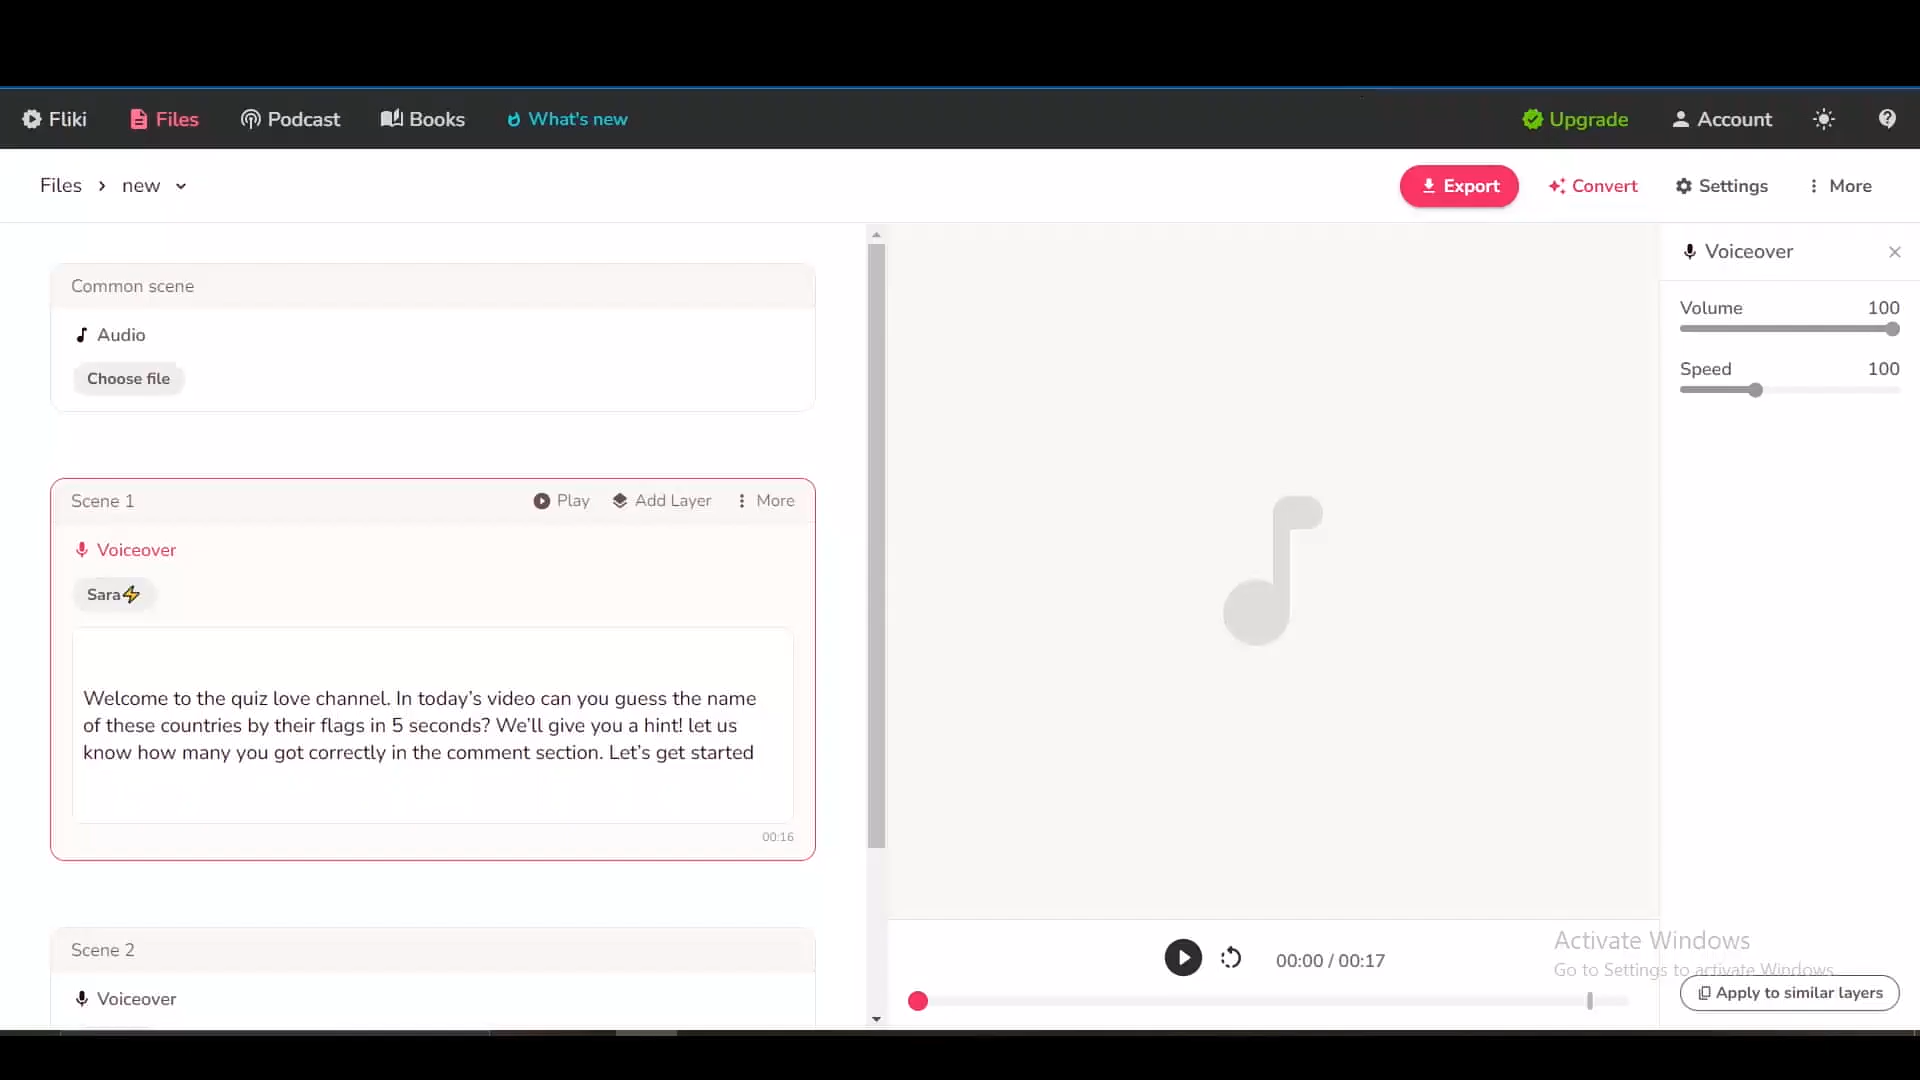 Fliki Files Podcast Books What's new Upgrade Account
Files new Export Convert Settings More
Common scene
Audio
Choose file
Scene 1 Play Add Layer More
Voiceover
Sara
Welcome to the quiz love channel. In today’s video can you guess the name
of these countries by their flags in 5 seconds? We’ll give you a hint! let us
know how many you got correctly in the comment section. Let’s get started
00:16
Scene 2
Voiceover
00:00 / 00:17
Voiceover
Volume 100
Speed 100
Activate Windows
Go to Settings to activate Windows.
Apply to similar layers